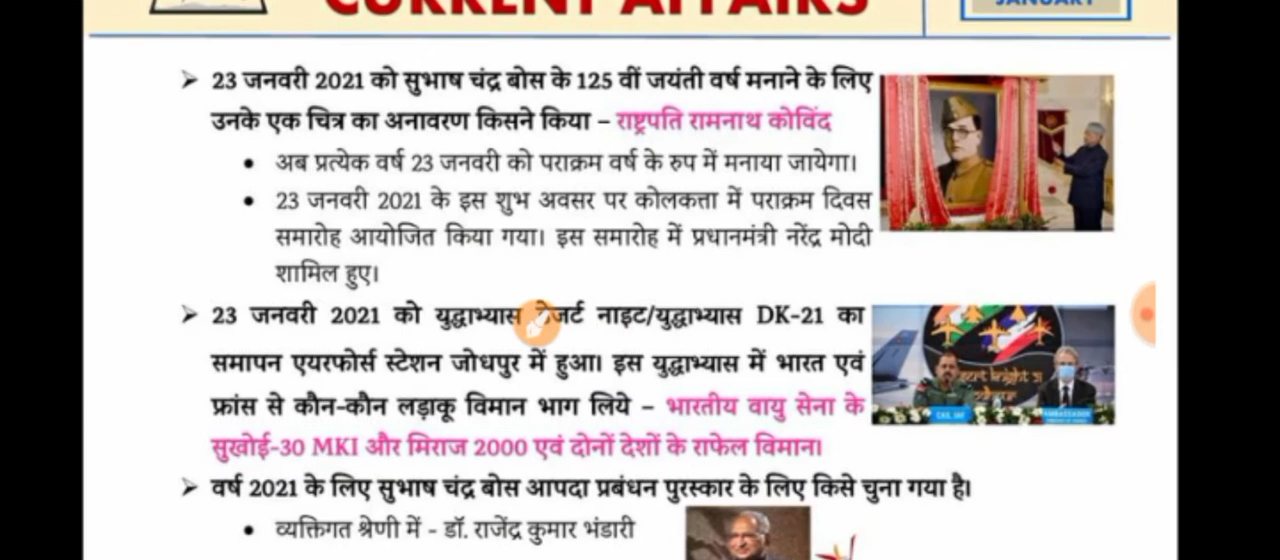 CURRENT AFFAIRS
JANUARY
23 जनवरी 2021 को सुभाष चंद्र बोस के 125 वीं जयंती वर्ष मनाने के लिए
उनके एक चित्र का अनावरण किसने किया – राष्ट्रपति रामनाथ कोविंद
• अब प्रत्येक वर्ष 23 जनवरी को पराक्रम वर्ष के रुप में मनाया जायेगा।
• 23 जनवरी 2021 के इस शुभ अवसर पर कोलकत्ता में पराक्रम दिवस
समारोह आयोजित किया गया। इस समारोह में प्रधानमंत्री नरेंद्र मोदी
शामिल हुए।
23 जनवरी 2021 को युद्धाभ्यास नाइट/युद्धाभ्यास DK-21 का
समापन एयरफोर्स स्टेशन जोधपुर में हुआ। इस युद्धाभ्यास में भारत एवं
फ्रांस से कौन-कौन लड़ाकू विमान भाग लिये – भारतीय वायु सेना के
सुखोई-30 MKI और मिराज 2000 एवं दोनों देशों के राफेल विमान।
वर्ष 2021 के लिए सुभाष चंद्र बोस आपदा प्रबंधन पुरस्कार के लिए किसे चुना गया है।
• व्यक्तिगत श्रेणी में - डॉ. राजेंद्र कुमार भंडारी